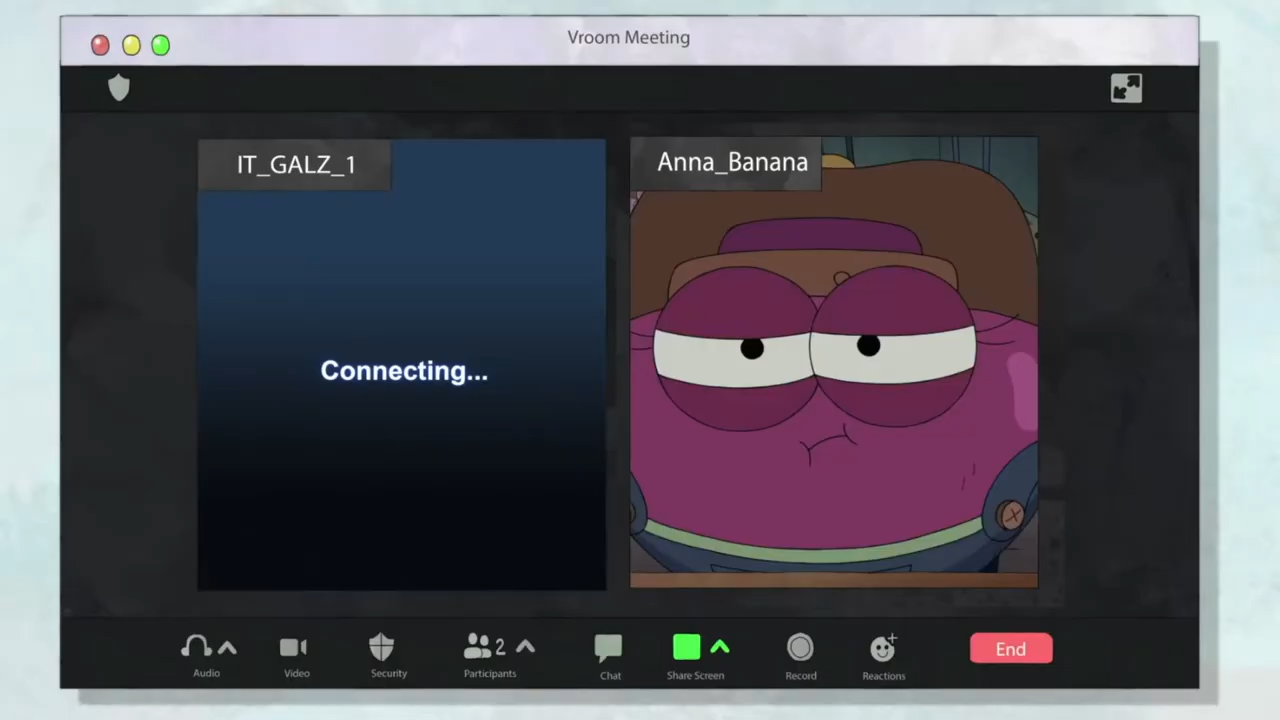 Vroom Meeting
IT_GALZ_1
Anna_Banana
Connecting...
2
Audio
Video
Security
Participants
Chat
Share Screen
Record
Reactions
End